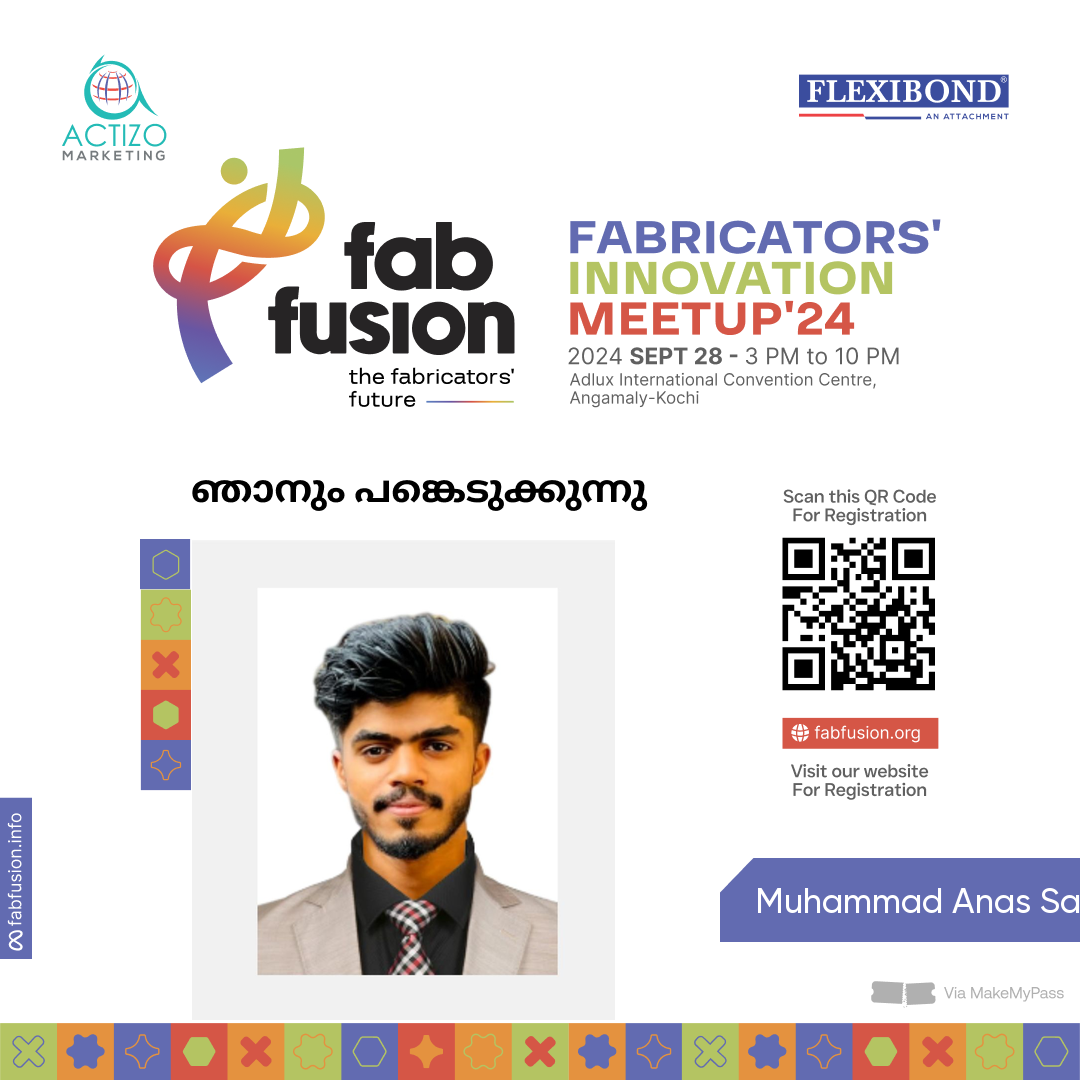 ACTIZO
MARKETING
FLEXIBOND®
AN ATTACHMENT
fab
fusion
the fabricators'
future
FABRICATORS'
INNOVATION
MEETUP'24
2024 SEPT 28 - 3 PM to 10 PM
Adlux International Convention Centre,
Angamaly-Kochi
ഞാനും പങ്കെടുക്കുന്നു
Scan this QR Code
For Registration
fabfusion.org
Visit our website
For Registration
fabfusion.info
Muhammad Anas Sa
Via MakeMyPass